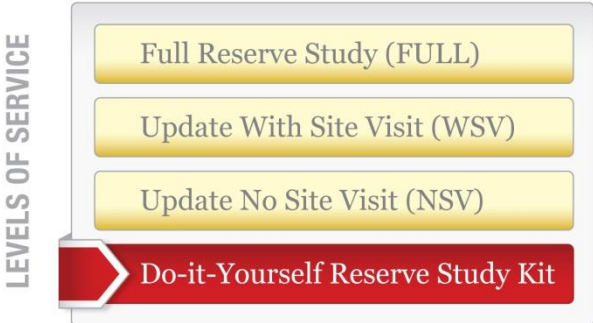 LEVELS OF SERVICE
Full Reserve Study (FULL)
Update With Site Visit (WSV)
Update No Site Visit (NSV)
Do-it-Yourself Reserve Study Kit